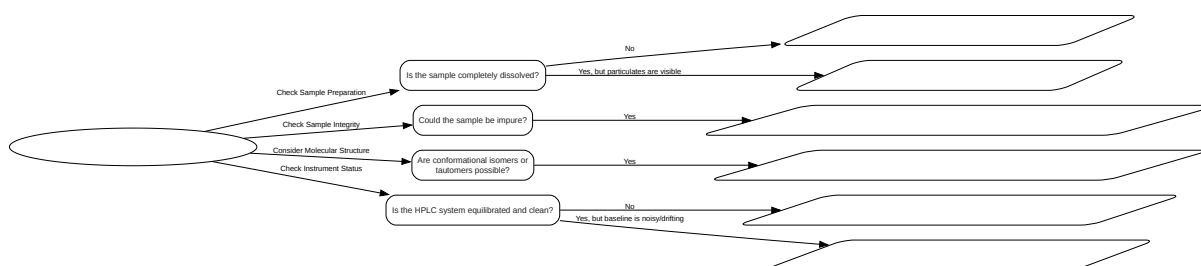 No
Is the sample completely dissolved?
Yes, but particulates are visible
Check Sample Preparation
Could the sample be impure?
Yes
Check Sample Integrity
Consider Molecular Structure
Are conformational isomers or
tautomers possible?
Yes
Check Instrument Status
Is the HPLC system equilibrated and clean?
No
Yes, but baseline is noisy/drifting